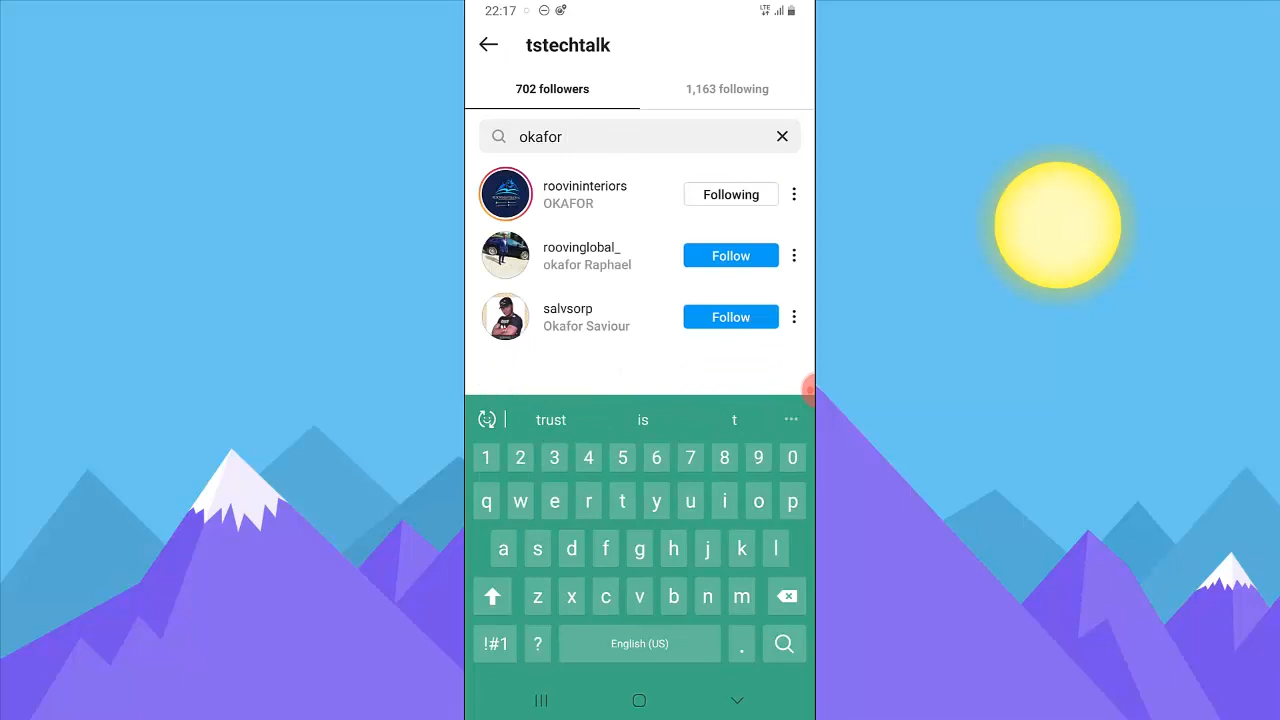 22:17
LTE
tstechtalk
702 followers
1,163 following
okafor
roovininteriors
OKAFOR
Following
roovinglobal_
okafor Raphael
Follow
salvsorp
Okafor Saviour
Follow
trust is t
1 2 3 4 5 6 7 8 9 0
q w e r t y u i o p
a s d f g h j k l
z x c v b n m
!#1 ? English (US) .